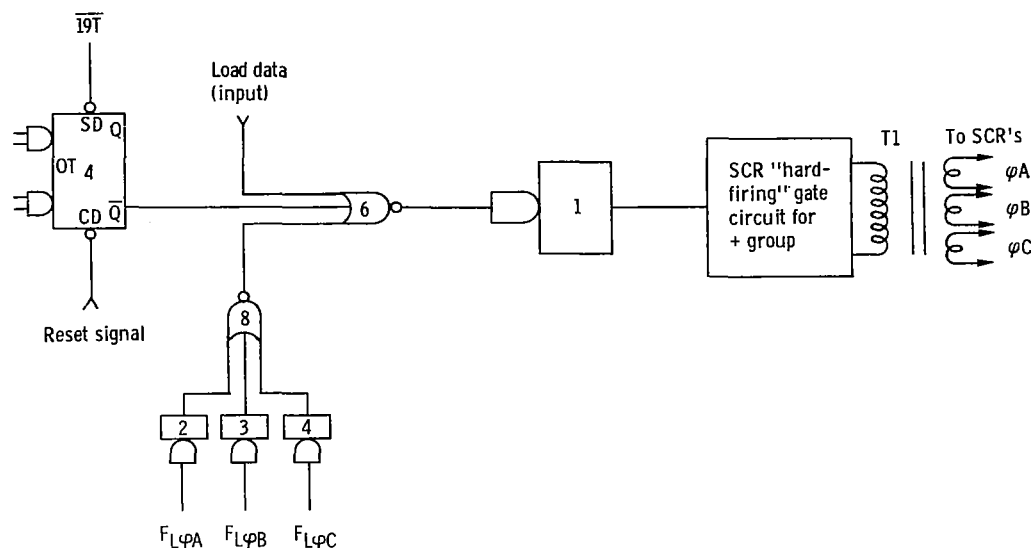 19T
Load data
(input)
SD Q
OT 4
CD Q
Reset signal
6
1
SCR "hard-
firing" gate
circuit for
+ group
T1
To SCR's
φA
φB
φC
8
2
3
4
FLφA
FLφB
FLφC